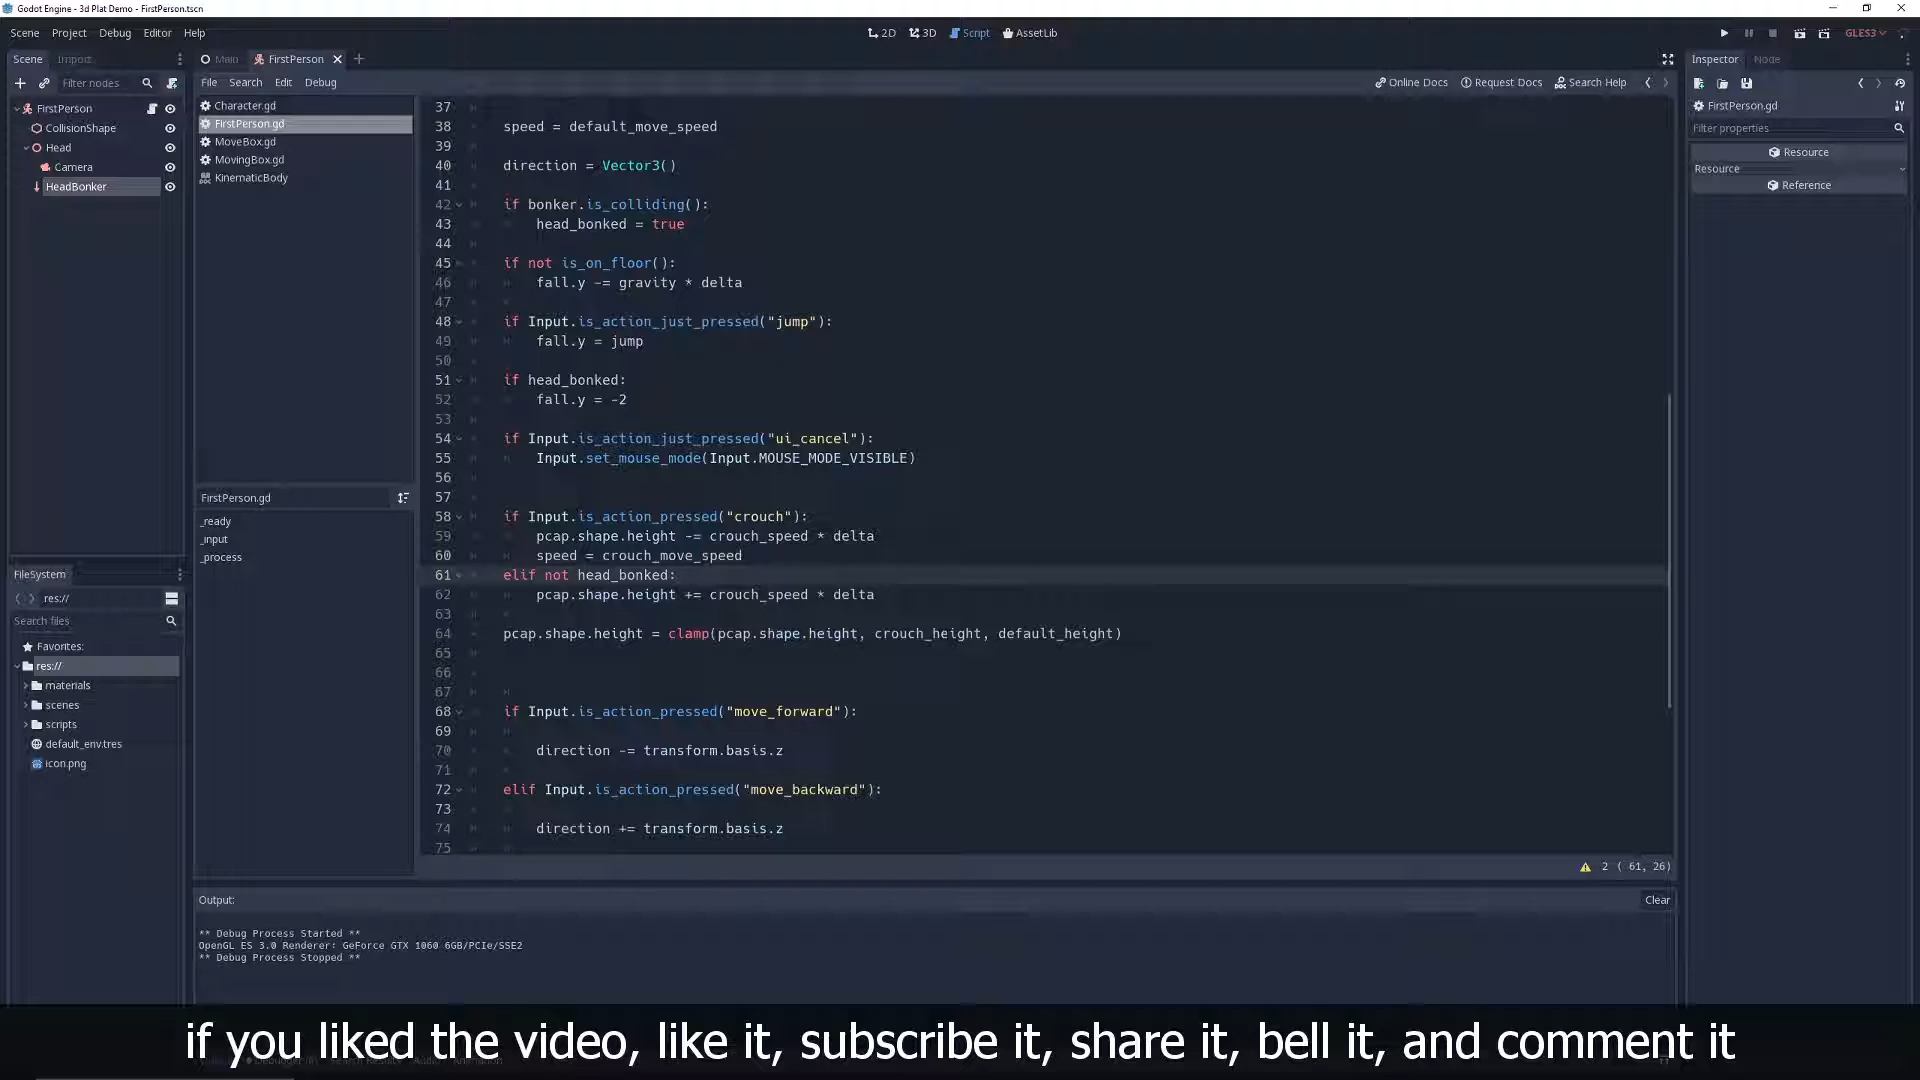 Godot Engine - 3d Plat Demo - FirstPerson.tscn
Scene Project Debug Editor Help
2D 3D Script AssetLib
GLES3
Scene Import
Main FirstPerson
Inspector Node
Filter nodes
File Search Edit Debug
Online Docs Request Docs Search Help
FirstPerson
CollisionShape
Head
Camera
HeadBonker
Character.gd
FirstPerson.gd
MoveBox.gd
MovingBox.gd
KinematicBody
FirstPerson.gd
_ready
_input
_process
37
38 speed = default_move_speed
39
40 direction = Vector3()
41
42 if bonker.is_colliding():
43 head_bonked = true
44
45 if not is_on_floor():
46 fall.y -= gravity * delta
47
48 if Input.is_action_just_pressed("jump"):
49 fall.y = jump
50
51 if head_bonked:
52 fall.y = -2
53
54 if Input.is_action_just_pressed("ui_cancel"):
55 Input.set_mouse_mode(Input.MOUSE_MODE_VISIBLE)
56
57
58 if Input.is_action_pressed("crouch"):
59 pcap.shape.height -= crouch_speed * delta
60 speed = crouch_move_speed
61 elif not head_bonked:
62 pcap.shape.height += crouch_speed * delta
63
64 pcap.shape.height = clamp(pcap.shape.height, crouch_height, default_height)
65
66
67
68 if Input.is_action_pressed("move_forward"):
69
70 direction -= transform.basis.z
71
72 elif Input.is_action_pressed("move_backward"):
73
74 direction += transform.basis.z
75
2 ( 61, 26)
FirstPerson.gd
Filter properties
Resource
Resource
Reference
FileSystem
res://
Search files
Favorites:
res://
materials
scenes
scripts
default_env.tres
icon.png
Output:
Clear
** Debug Process Started **
OpenGL ES 3.0 Renderer: GeForce GTX 1060 6GB/PCIe/SSE2
** Debug Process Stopped **
if you liked the video, like it, subscribe it, share it, bell it, and comment it